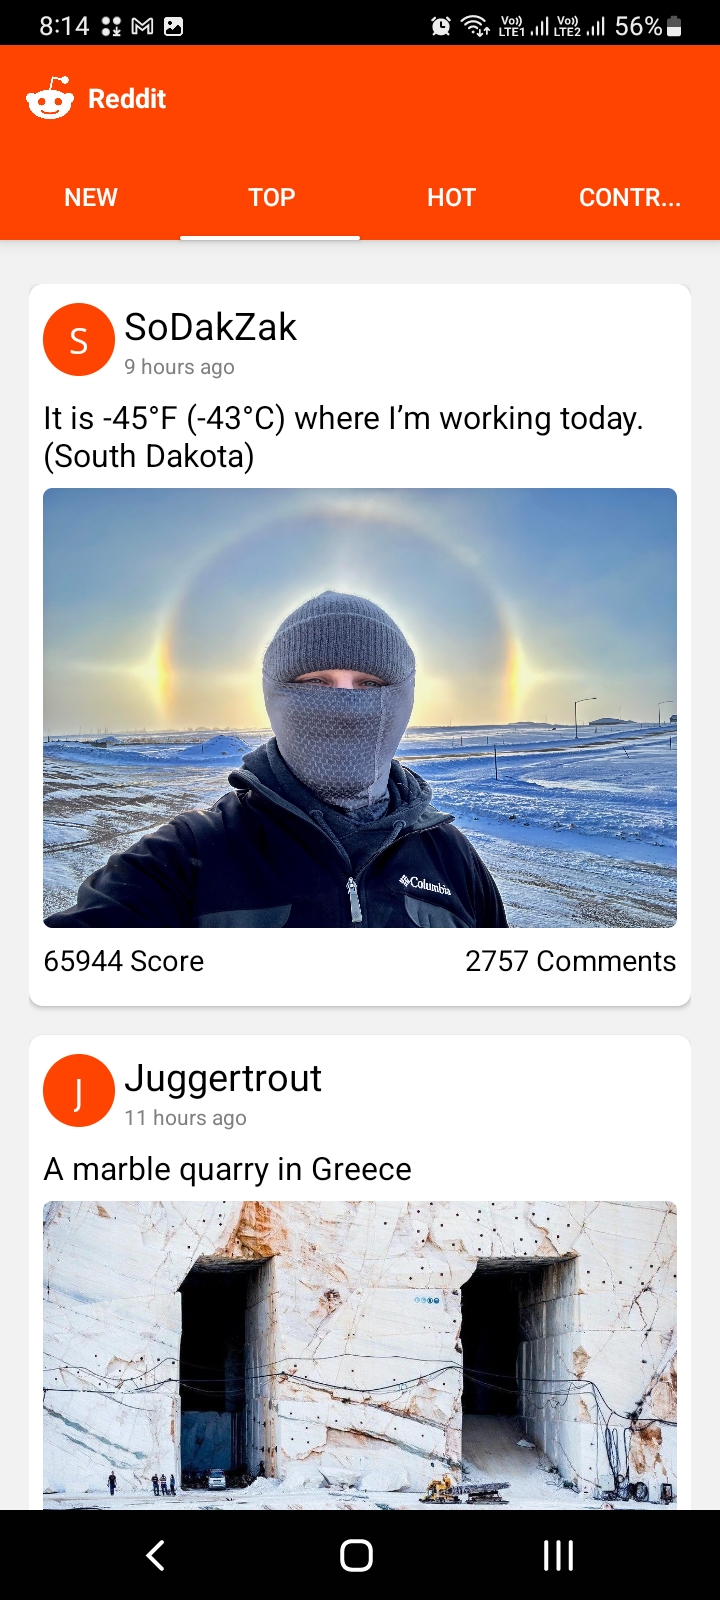 8:14
Vo)) LTE1 Vo)) LTE2 56%
Reddit
NEW TOP HOT CONTR...
S
SoDakZak
9 hours ago
It is -45°F (-43°C) where I’m working today.
(South Dakota)
Columbia
65944 Score 2757 Comments
J
Juggertrout
11 hours ago
A marble quarry in Greece